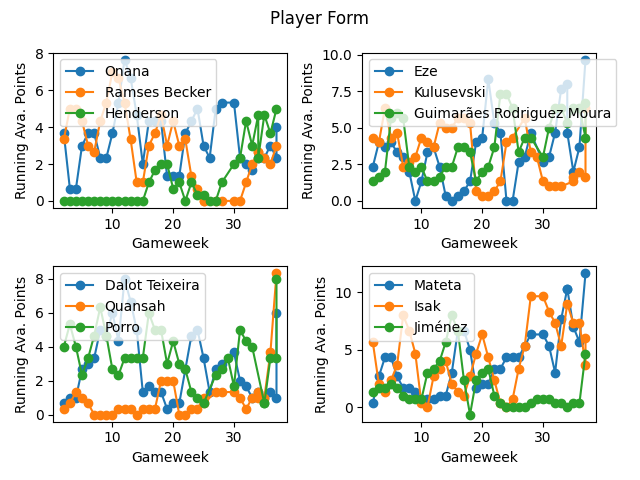 Player Form
8
6
4
2
0
10
20
30
Running Ava. Points
Gameweek
Onana
Ramses Becker
Henderson
10.0
7.5
5.0
2.5
0.0
10
20
30
Running Ava. Points
Gameweek
Eze
Kulusevski
Guimarães Rodriguez Moura
8
6
4
2
0
10
20
30
Running Ava. Points
Gameweek
Dalot Teixeira
Quansah
Porro
10
5
0
10
20
30
Running Ava. Points
Gameweek
Mateta
Isak
Jiménez